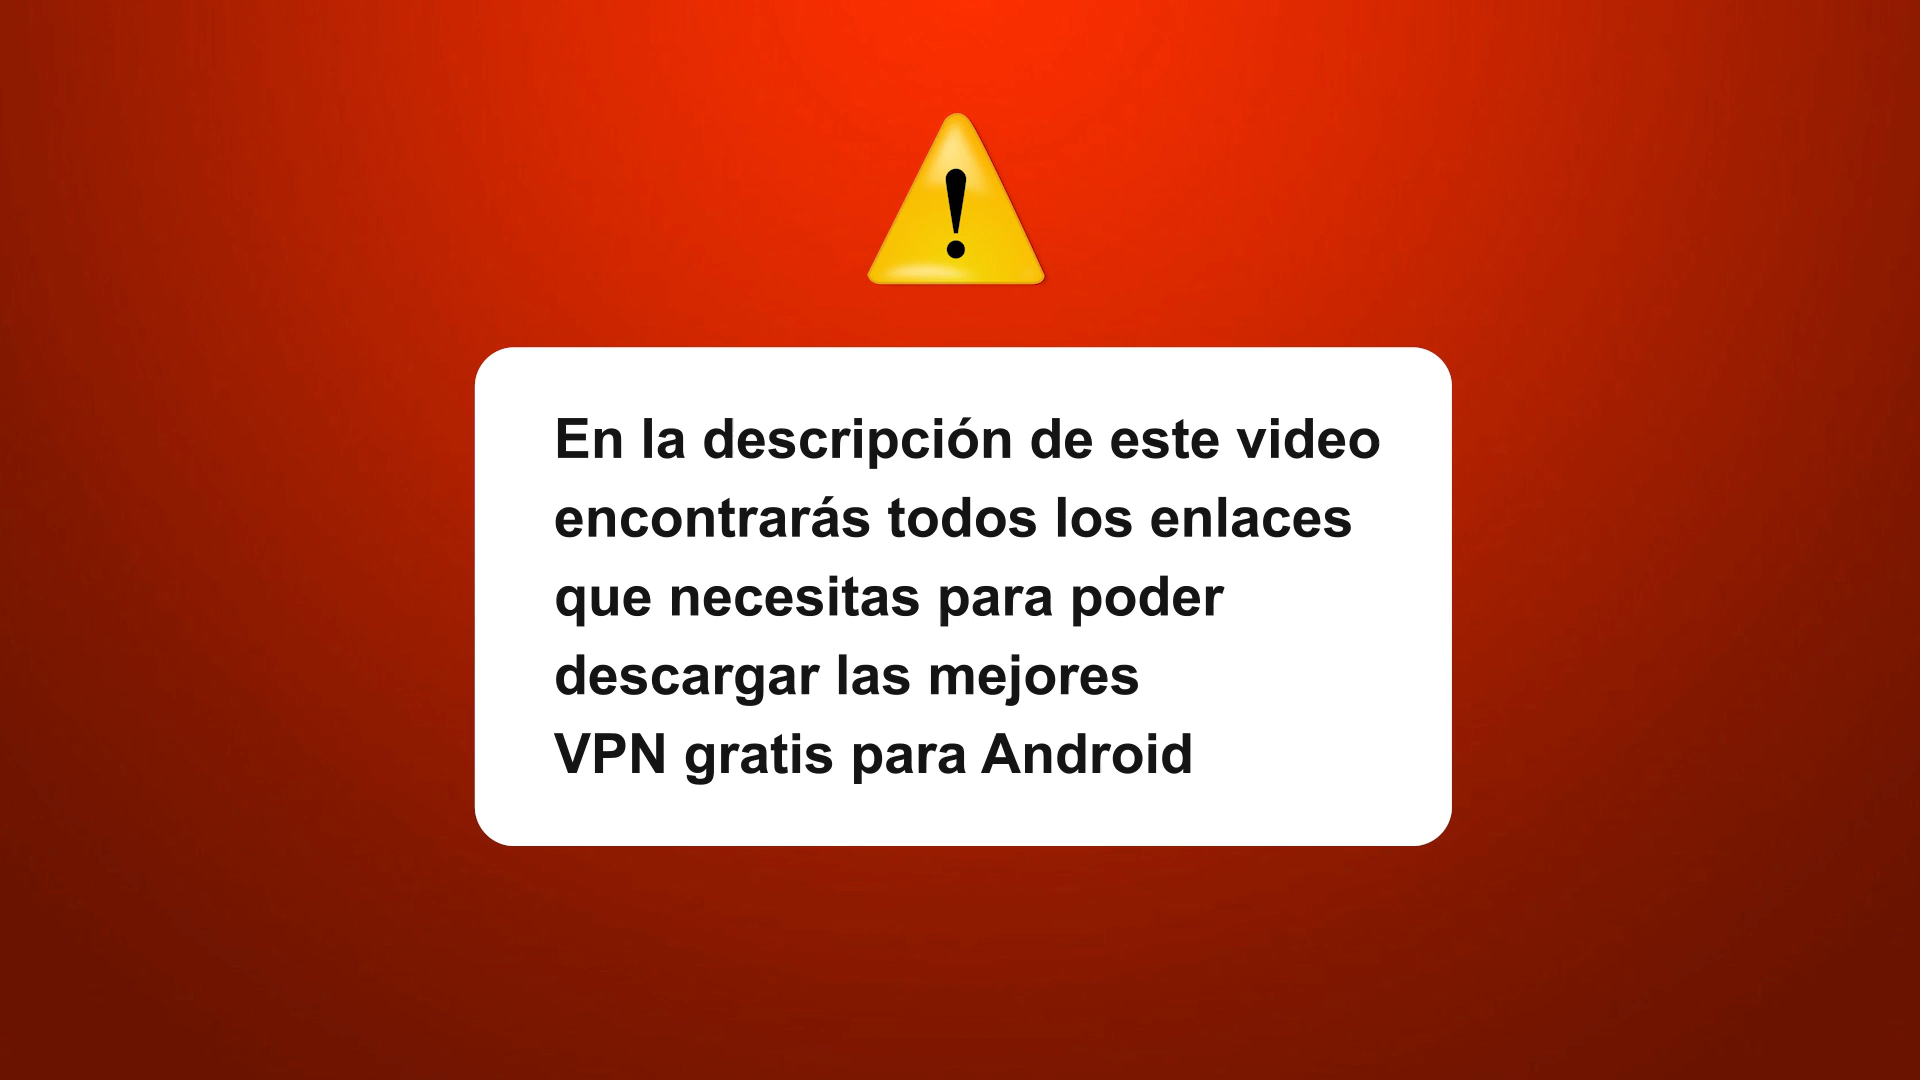 En la descripción de este video
encontrarás todos los enlaces
que necesitas para poder
descargar las mejores
VPN gratis para Android